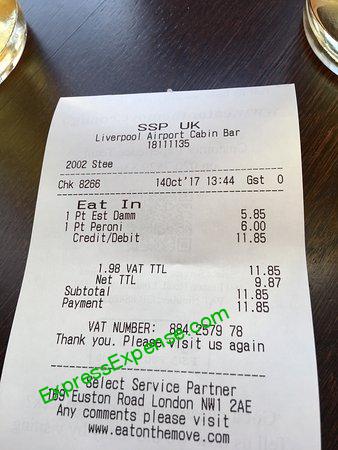 SSP UK
Liverpool Airport Cabin Bar
18111135
2002 Stee
Chk 8266 14Oct'17 13:44 Gst 0
Eat In
1 Pt Est Damm 5.85
1 Pt Peroni 6.00
Credit/Debit 11.85
1.98 VAT TTL 11.85
Net TTL 9.87
Subtotal 11.85
Payment 11.85
VAT NUMBER: 884 2579 78
Thank you. Please visit us again
ExpressExpense.com
Select Service Partner
169 Euston Road London NW1 2AE
Any comments please visit
www.eatonthemove.com